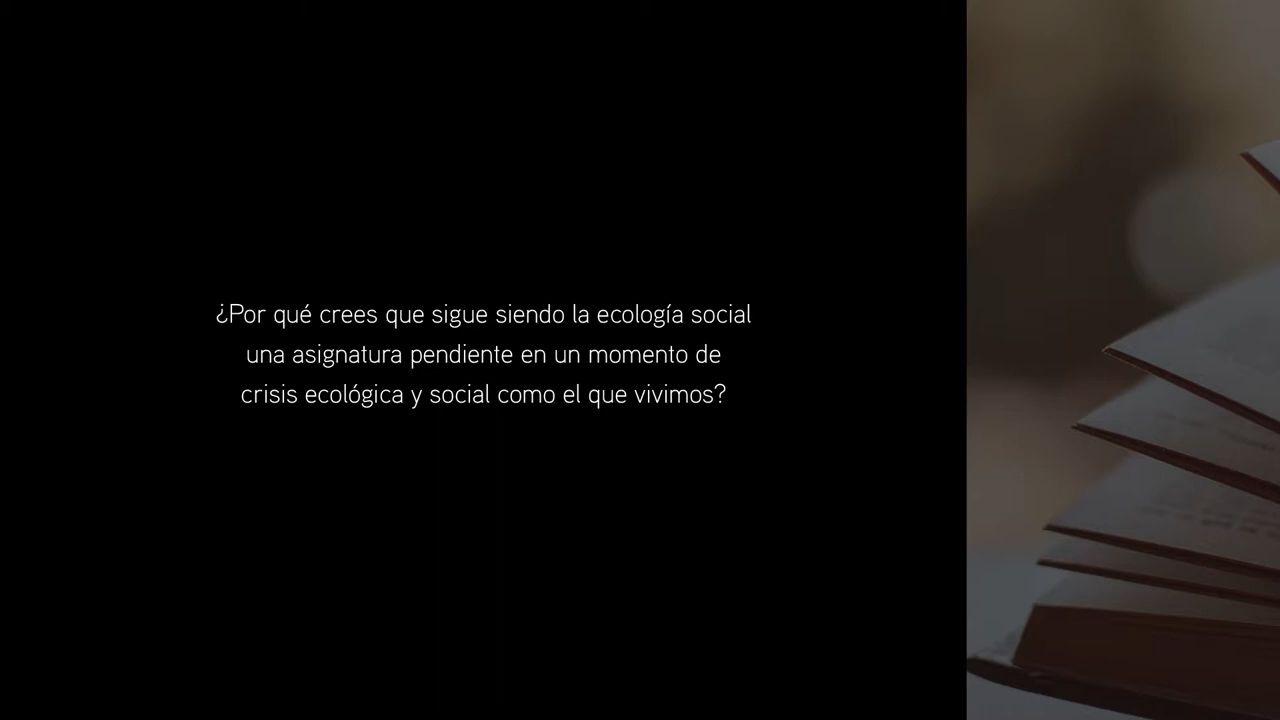 ¿Por qué crees que sigue siendo la ecología social
una asignatura pendiente en un momento de
crisis ecológica y social como el que vivimos?